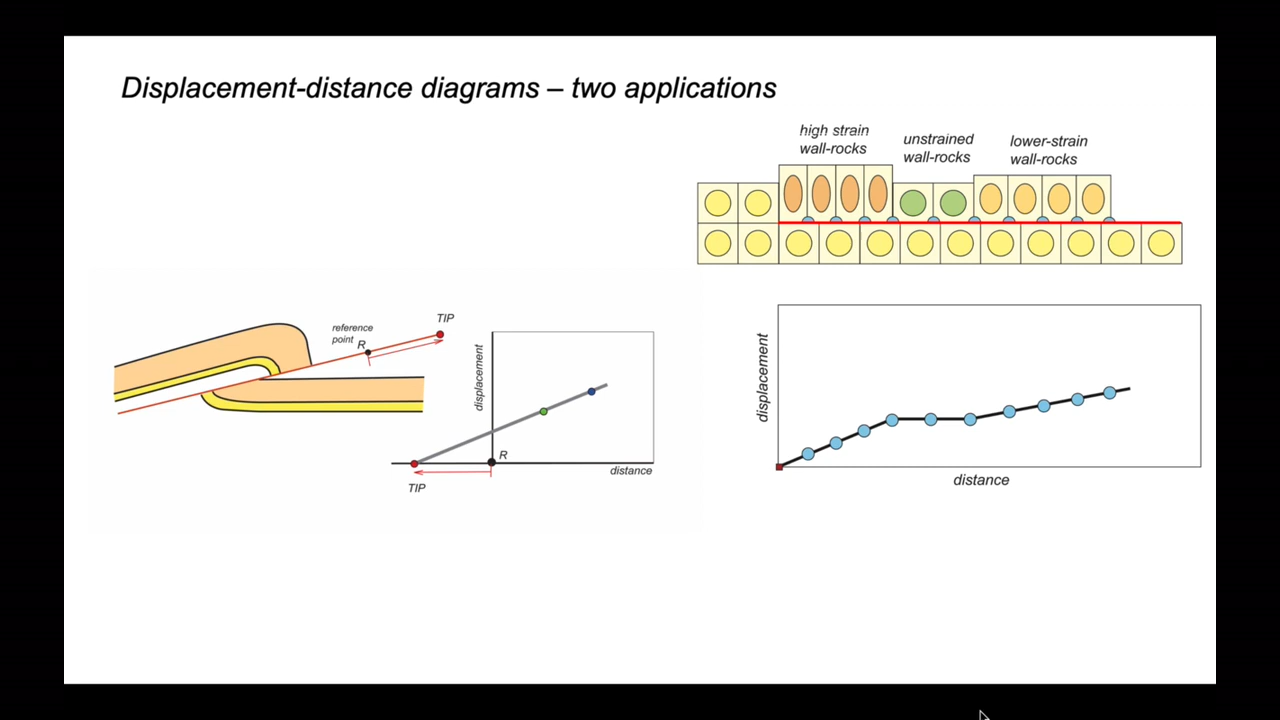 Displacement-distance diagrams – two applications
high strain
wall-rocks
unstrained
wall-rocks
lower-strain
wall-rocks
reference
point
R
TIP
displacement
R
distance
TIP
displacement
distance